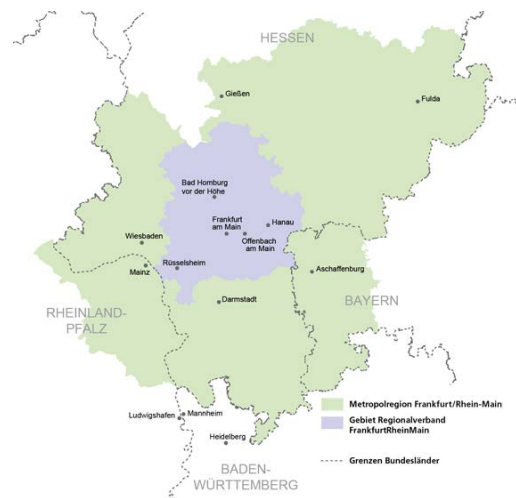 HESSEN
Gießen
Fulda
Bad Homburg
vor der Höhe
Hanau
Frankfurt
am Main
Offenbach
am Main
Wiesbaden
Rüsselsheim
Mainz
Aschaffenburg
Darmstadt
BAYERN
RHEINLAND-
PFALZ
Metropolregion Frankfurt/Rhein-Main
Gebiet Regionalverband
FrankfurtRheinMain
Ludwigshafen
Mannheim
Heidelberg
Grenzen Bundesländer
BADEN-
WÜRTTEMBERG